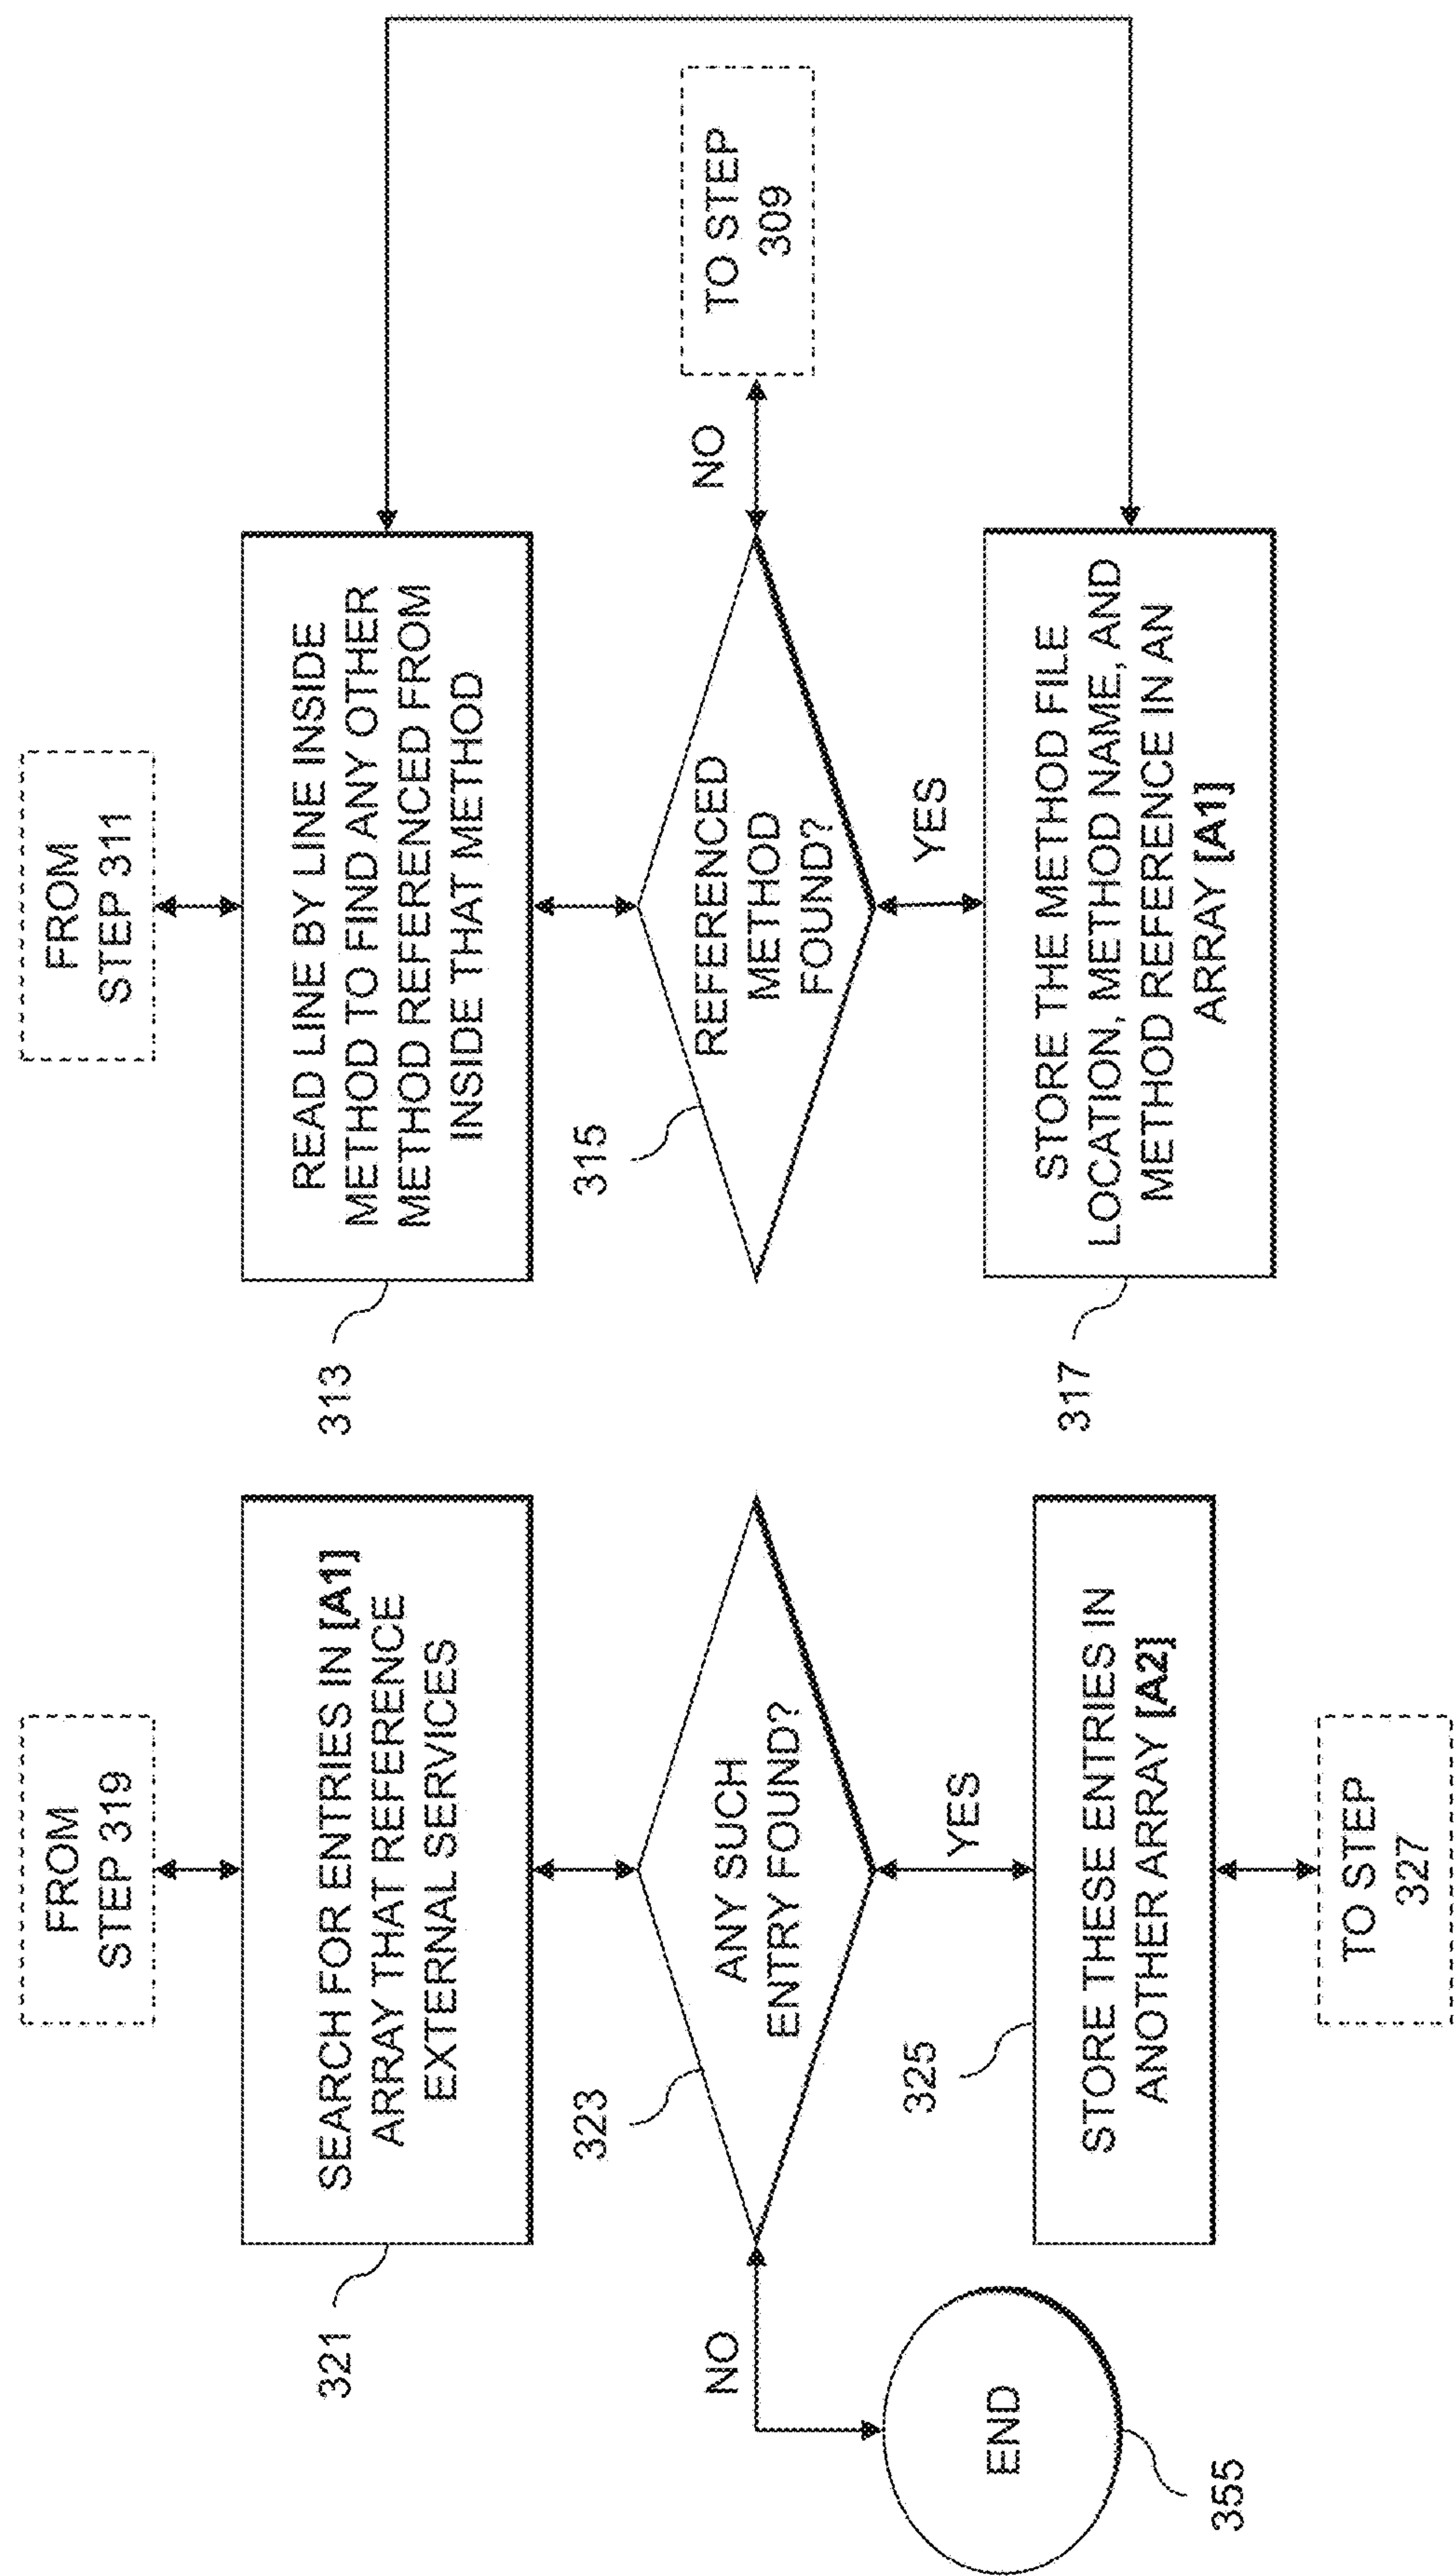 FROM
STEP 319
321
SEARCH FOR ENTRIES IN [A1]
ARRAY THAT REFERENCE
EXTERNAL SERVICES
323
ANY SUCH
ENTRY FOUND?
NO
YES
END
355
325
STORE THESE ENTRIES IN
ANOTHER ARRAY [A2]
TO STEP
327
FROM
STEP 311
313
READ LINE BY LINE INSIDE
METHOD TO FIND ANY OTHER
METHOD REFERENCED FROM
INSIDE THAT METHOD
315
REFERENCED
METHOD
FOUND?
NO
TO STEP
309
YES
317
STORE THE METHOD FILE
LOCATION, METHOD NAME, AND
METHOD REFERENCE IN AN
ARRAY [A1]